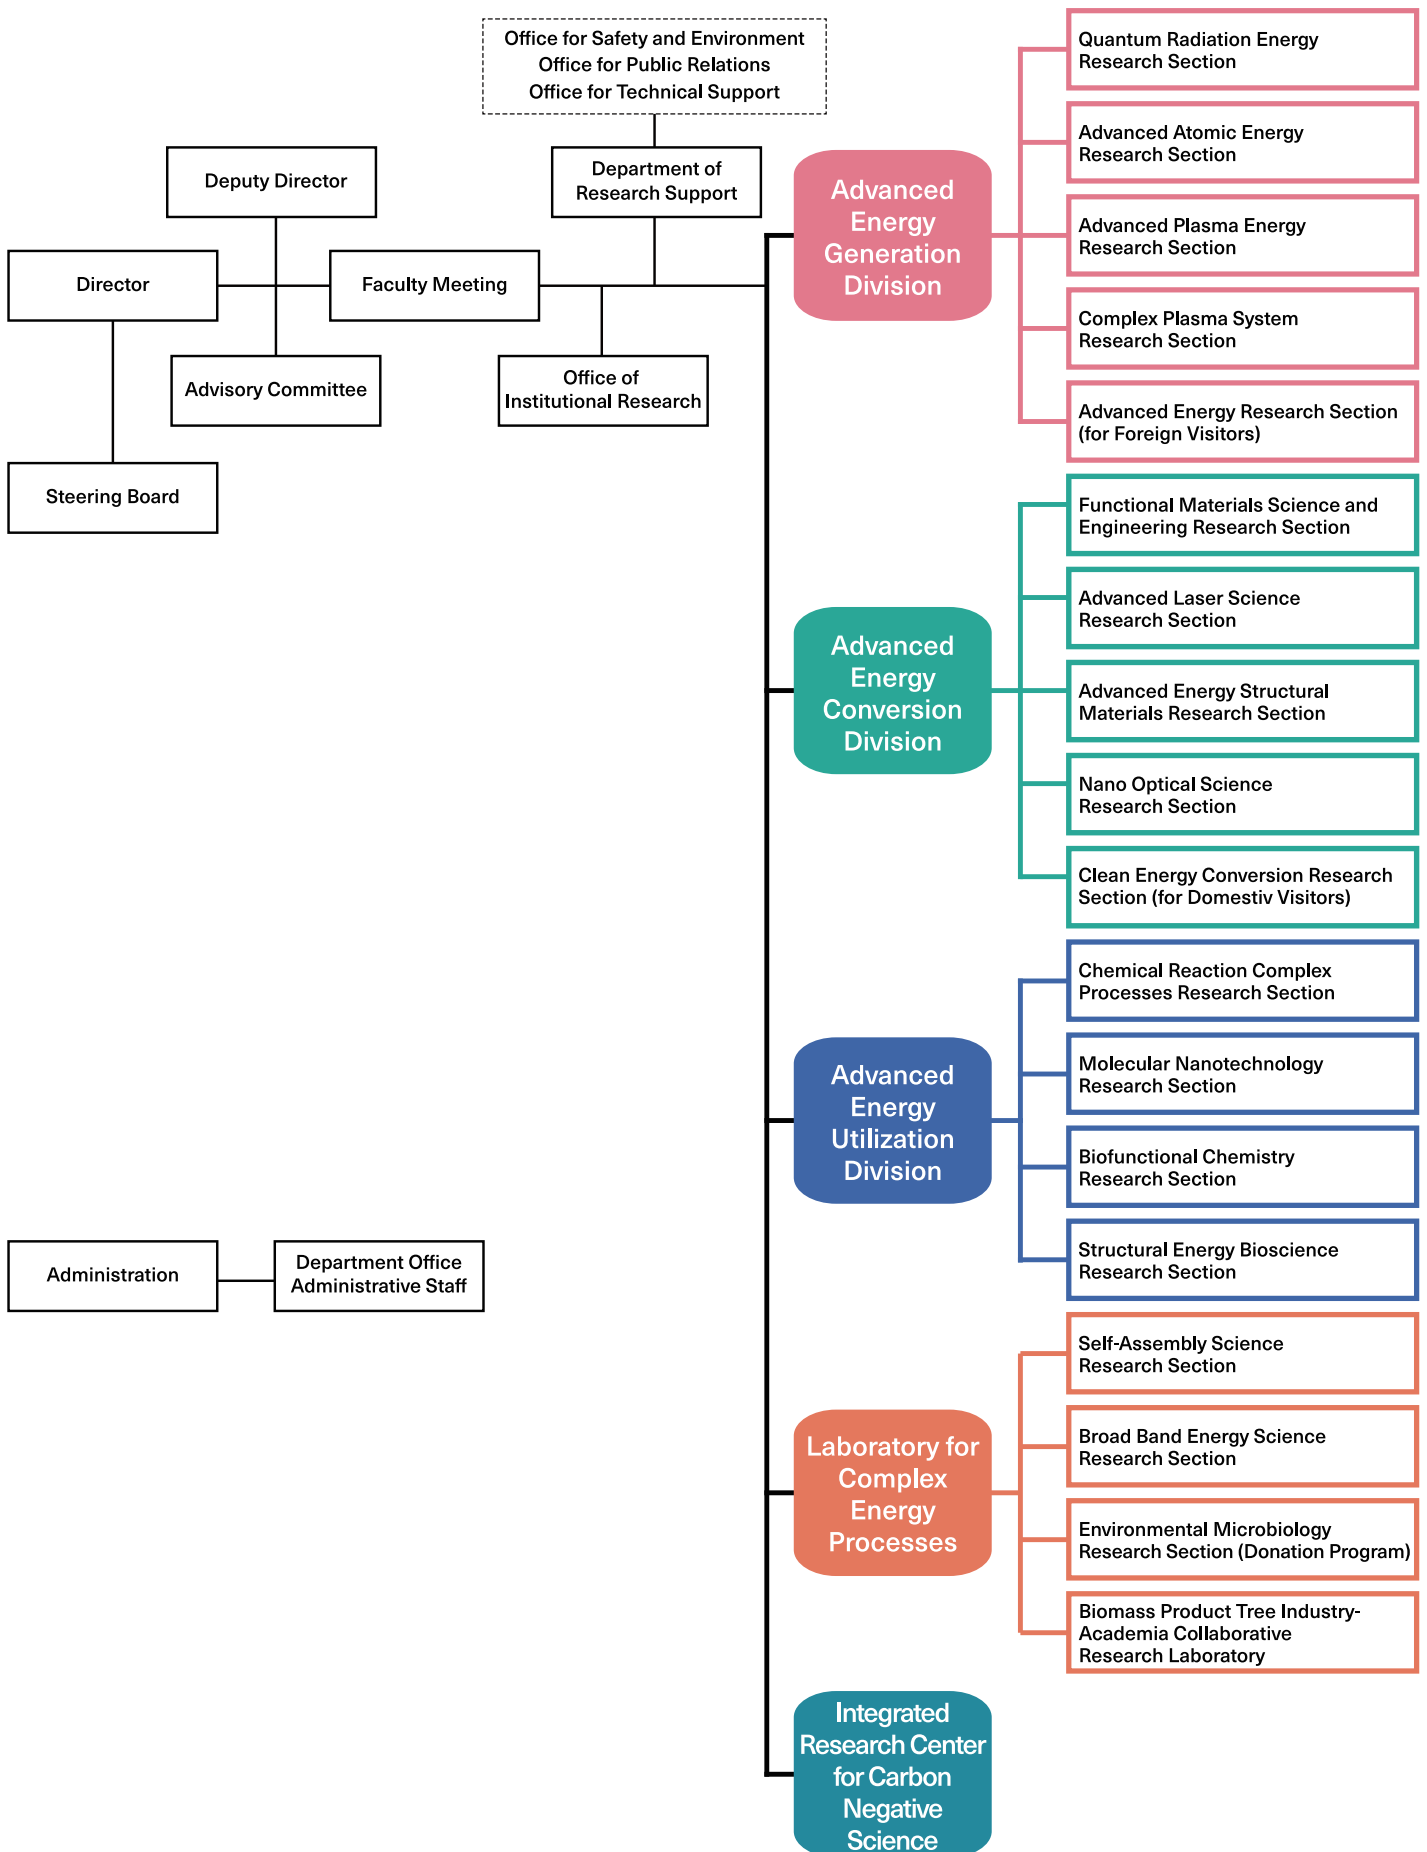 Office for Safety and Environment
Office for Public Relations
Office for Technical Support
Deputy Director
Department of
Research Support
Director
Faculty Meeting
Advisory Committee
Office of
Institutional Research
Steering Board
Administration
Department Office
Administrative Staff
Advanced
Energy
Generation
Division
Quantum Radiation Energy
Research Section
Advanced Atomic Energy
Research Section
Advanced Plasma Energy
Research Section
Complex Plasma System
Research Section
Advanced Energy Research Section
(for Foreign Visitors)
Advanced
Energy
Conversion
Division
Functional Materials Science and
Engineering Research Section
Advanced Laser Science
Research Section
Advanced Energy Structural
Materials Research Section
Nano Optical Science
Research Section
Clean Energy Conversion Research
Section (for Domestiv Visitors)
Advanced
Energy
Utilization
Division
Chemical Reaction Complex
Processes Research Section
Molecular Nanotechnology
Research Section
Biofunctional Chemistry
Research Section
Structural Energy Bioscience
Research Section
Laboratory for
Complex
Energy
Processes
Self-Assembly Science
Research Section
Broad Band Energy Science
Research Section
Environmental Microbiology
Research Section (Donation Program)
Biomass Product Tree Industry-
Academia Collaborative
Research Laboratory
Integrated
Research Center
for Carbon
Negative
Science